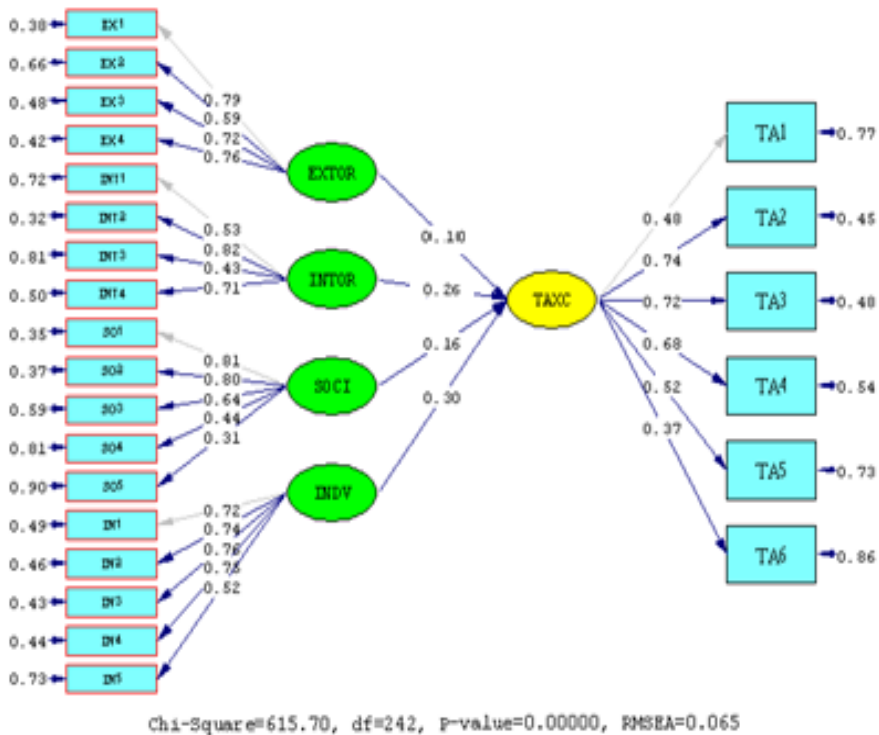 0.38 EX1
0.66 EX2
0.48 EX3
0.42 EX4
0.72 INT1
0.32 INT2
0.81 INT3
0.50 INT4
0.35 SO1
0.37 SO2
0.59 SO3
0.81 SO4
0.90 SO5
0.49 IN1
0.46 IN2
0.43 IN3
0.44 IN4
0.73 IN5
0.79
0.59
0.72
0.76
0.53
0.82
0.43
0.71
0.81
0.80
0.64
0.44
0.31
0.72
0.74
0.76
0.75
0.52
EXTOR
INTOR
SOCI
INDV
0.26
0.16
0.30
TAXC
0.48
0.74
0.72
0.68
0.52
0.37
TA1 0.77
TA2 0.45
TA3 0.48
TA4 0.54
TA5 0.73
TA6 0.86
Chi-Square=615.70, df=242, P-value=0.00000, RMSEA=0.065